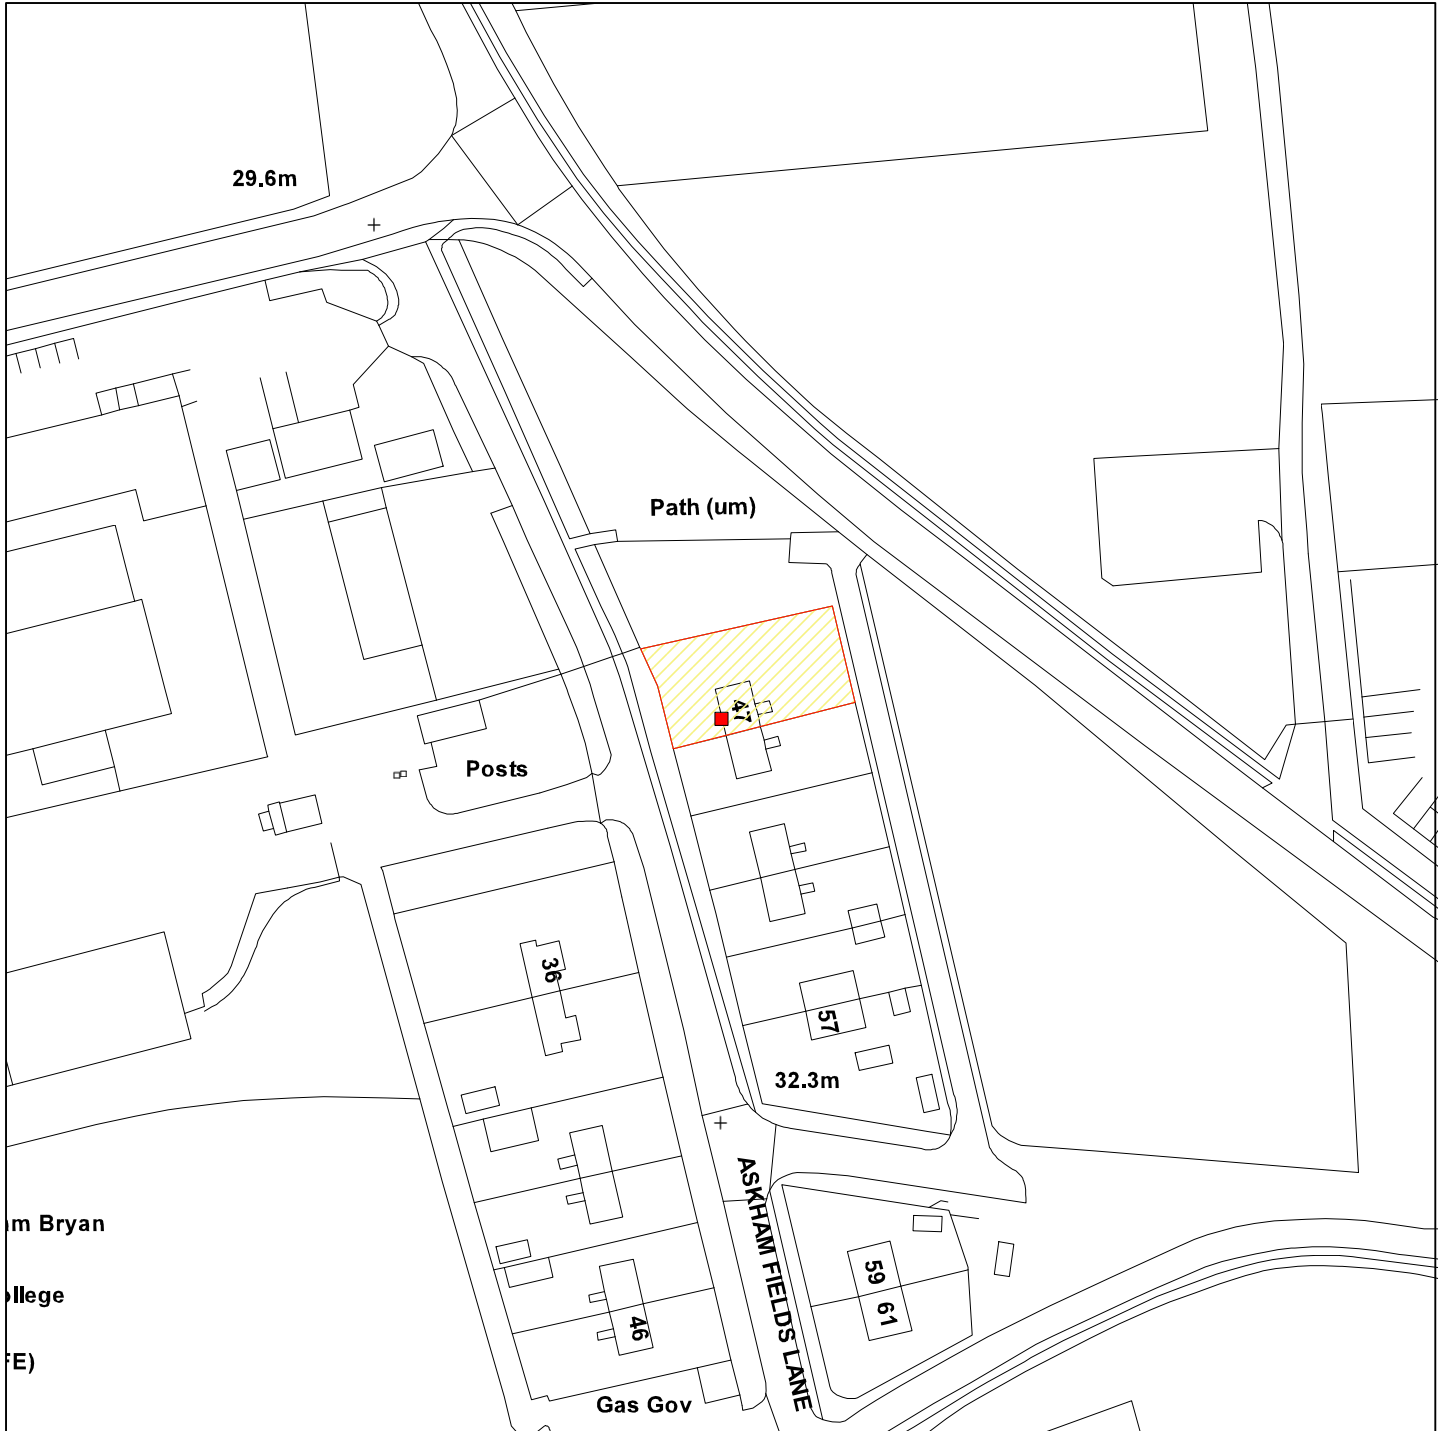 29.6m
Path (um)
47
Posts
36
57
32.3m
ASKHAM FIELDS LANE
m Bryan
llege
FE)
59
61
46
Gas Gov